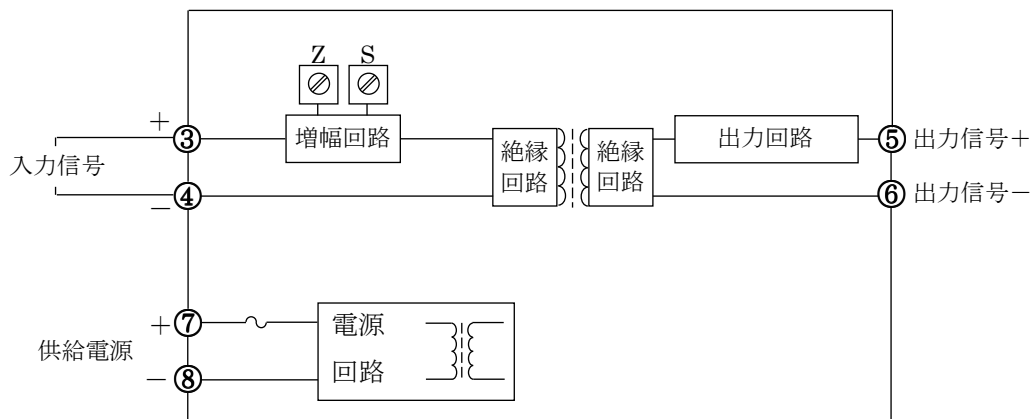 Z S
+
③
増幅回路
絶縁
回路
絶縁
回路
出力回路
⑤ 出力信号+
入力信号
④
−
⑥ 出力信号−
+ ⑦
電源
回路
供給電源
− ⑧